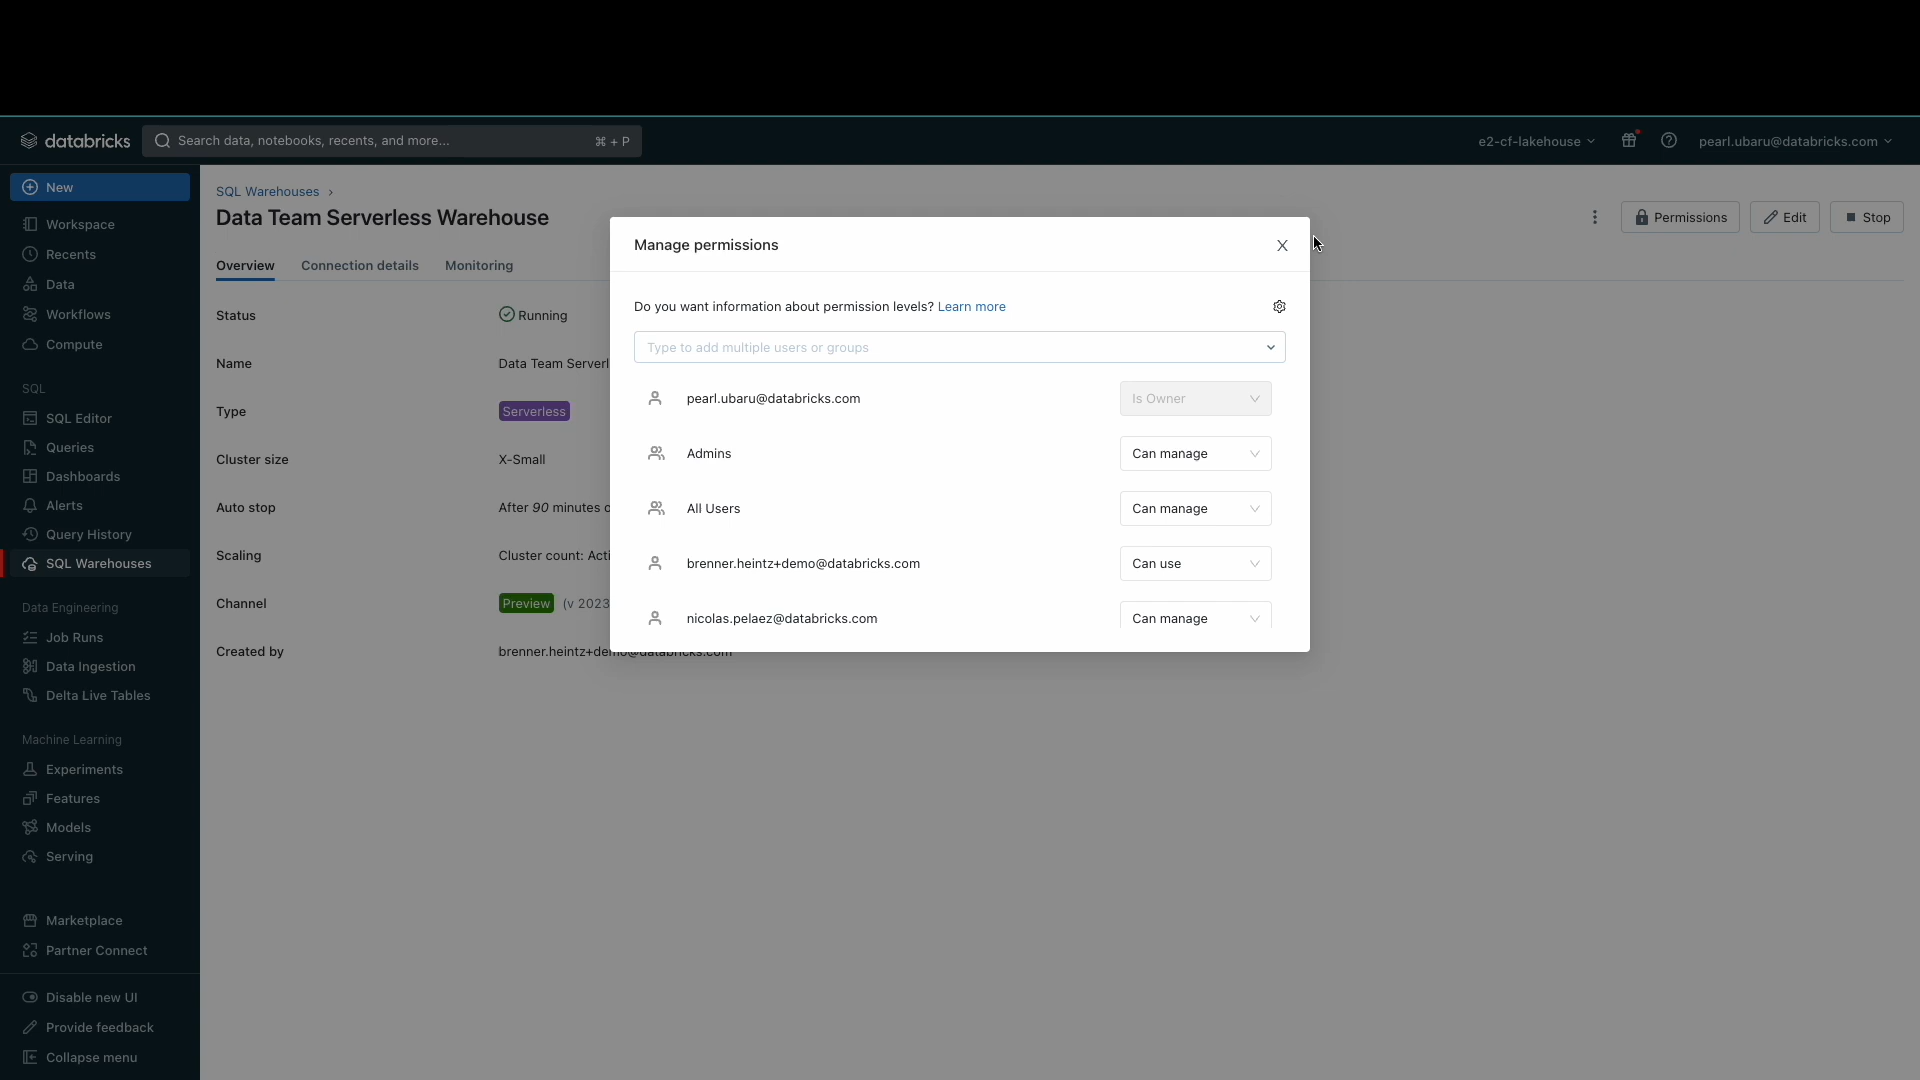 databricks
Search data, notebooks, recents, and more...
⌘ + P
e2-cf-lakehouse
pearl.ubaru@databricks.com
New
Workspace
Recents
Data
Workflows
Compute
SQL
SQL Editor
Queries
Dashboards
Alerts
Query History
SQL Warehouses
Data Engineering
Job Runs
Data Ingestion
Delta Live Tables
Machine Learning
Experiments
Features
Models
Serving
Marketplace
Partner Connect
Disable new UI
Provide feedback
Collapse menu
SQL Warehouses ›
Data Team Serverless Warehouse
Permissions
Edit
Stop
Overview
Connection details
Monitoring
Status
Running
Name
Data Team Serverl
Type
Serverless
Cluster size
X-Small
Auto stop
After 90 minutes o
Scaling
Cluster count: Acti
Channel
Preview (v 2023
Created by
brenner.heintz+demo@databricks.com
Manage permissions
X
Do you want information about permission levels? Learn more
Type to add multiple users or groups
pearl.ubaru@databricks.com
Is Owner
Admins
Can manage
All Users
Can manage
brenner.heintz+demo@databricks.com
Can use
nicolas.pelaez@databricks.com
Can manage